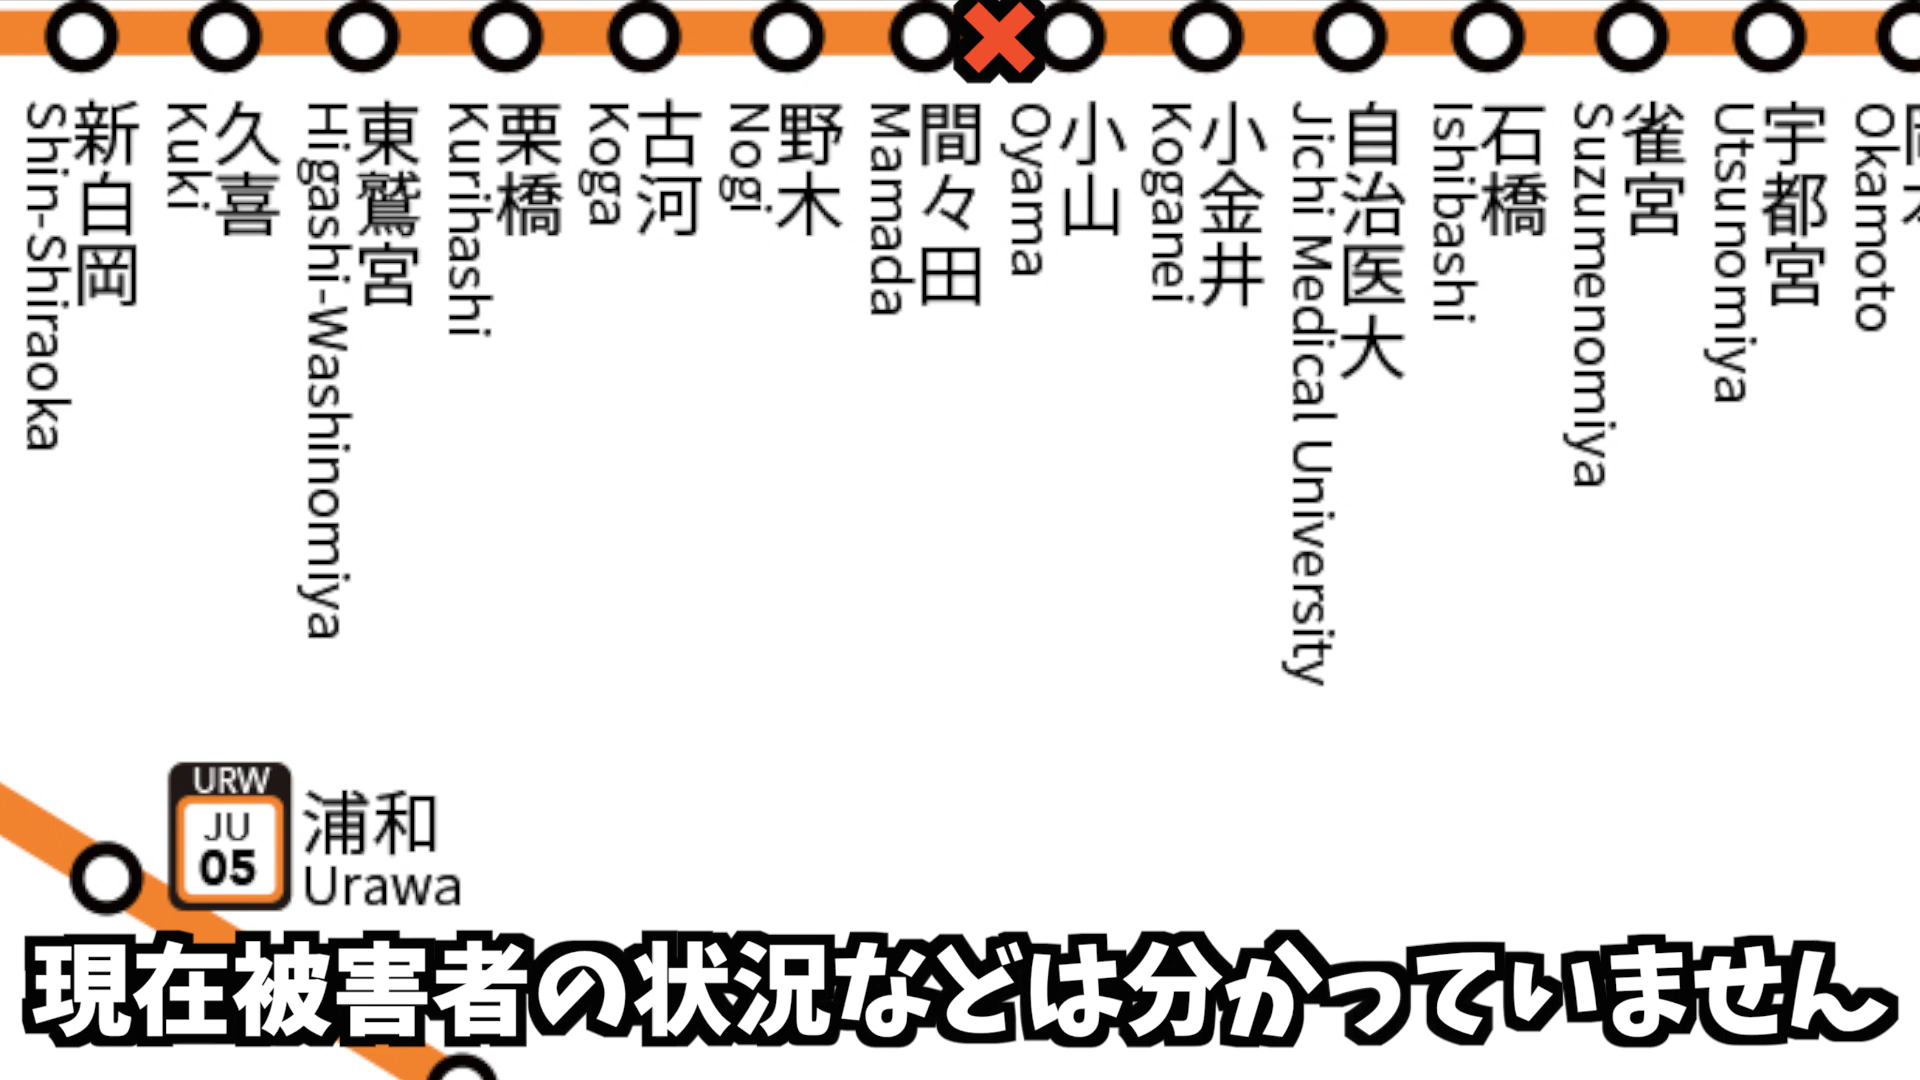 新白岡
Shin-Shiraoka
久喜
Kuki
東鷲宮
Higashi-Washinomiya
栗橋
Kurihashi
古河
Koga
野木
Nogi
間々田
Mamada
小山
Oyama
小金井
Koganei
自治医大
Jichi Medical University
石橋
Ishibashi
雀宮
Suzumenomiya
宇都宮
Utsunomiya
Okamoto
URW
JU
05
浦和
Urawa
現在被害者の状況などは分かっていません